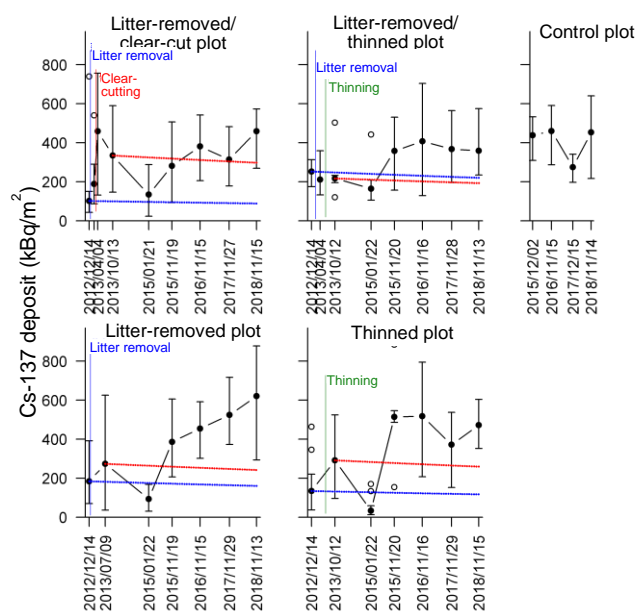 Litter-removed/
clear-cut plot
Litter-removed/
thinned plot
Control plot
Litter removal
Clear-
cutting
Litter removal
Thinning
800
600
400
200
0
2012/12/14
2013/04/04
2013/10/13
2015/01/21
2015/11/19
2016/11/15
2017/11/27
2018/11/15
2012/12/14
2013/04/04
2013/10/12
2015/01/22
2015/11/20
2016/11/16
2017/11/28
2018/11/13
2015/12/02
2016/11/15
2017/12/15
2018/11/14
Cs-137 deposit (kBq/m²)
Litter-removed plot
Thinned plot
Litter removal
Thinning
800
600
400
200
0
2012/12/14
2013/07/09
2015/01/22
2015/11/19
2016/11/15
2017/11/29
2018/11/13
2012/12/14
2013/10/12
2015/01/22
2015/11/20
2016/11/16
2017/11/29
2018/11/15